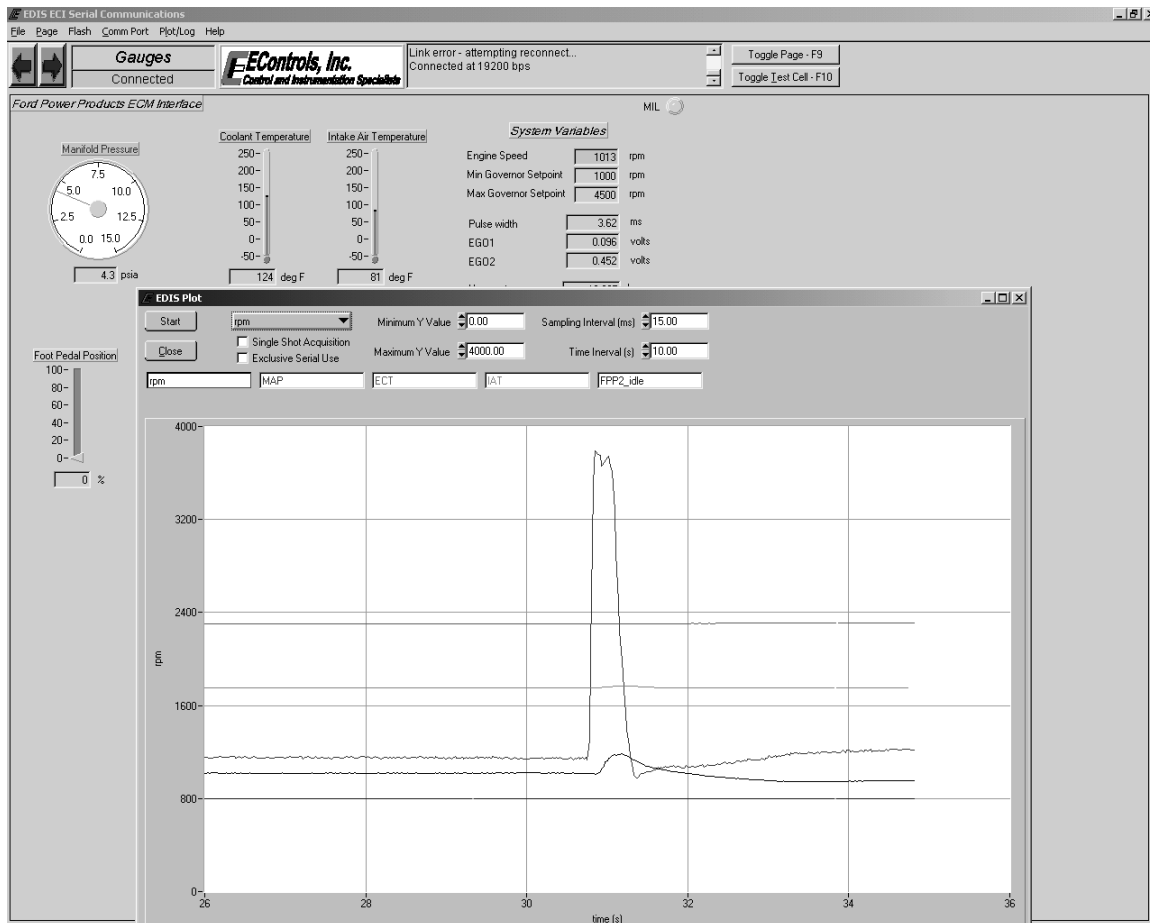 EDIS ECI Serial Communications
File Page Flash Comm Port Plot/Log Help
Gauges
Connected
EControls, Inc.
Control and Instrumentation Specialists
Link error - attempting reconnect...
Connected at 19200 bps
Toggle Page - F9
Toggle Test Cell - F10
Ford Power Products ECM Interface
MIL
Manifold Pressure
0.0 2.5 5.0 7.5 10.0 12.5 15.0
4.3 psia
Coolant Temperature
250
200
150
100
50
0
-50
124 deg F
Intake Air Temperature
250
200
150
100
50
0
-50
81 deg F
System Variables
Engine Speed 1013 rpm
Min Governor Setpoint 1000 rpm
Max Governor Setpoint 4500 rpm
Pulse width 3.62 ms
EGO1 0.096 volts
EGO2 0.452 volts
Foot Pedal Position
100
80
60
40
20
0
0 %
EDIS Plot
Start
rpm
Minimum Y Value 0.00
Sampling Interval (ms) 15.00
Single Shot Acquisition
Close
Exclusive Serial Use
Maximum Y Value 4000.00
Time Inerval (s) 10.00
rpm MAP ECT IAT FPP2_idle
4000
3200
2400
rpm
1600
800
0
26 28 30 32 34 36
time (s)